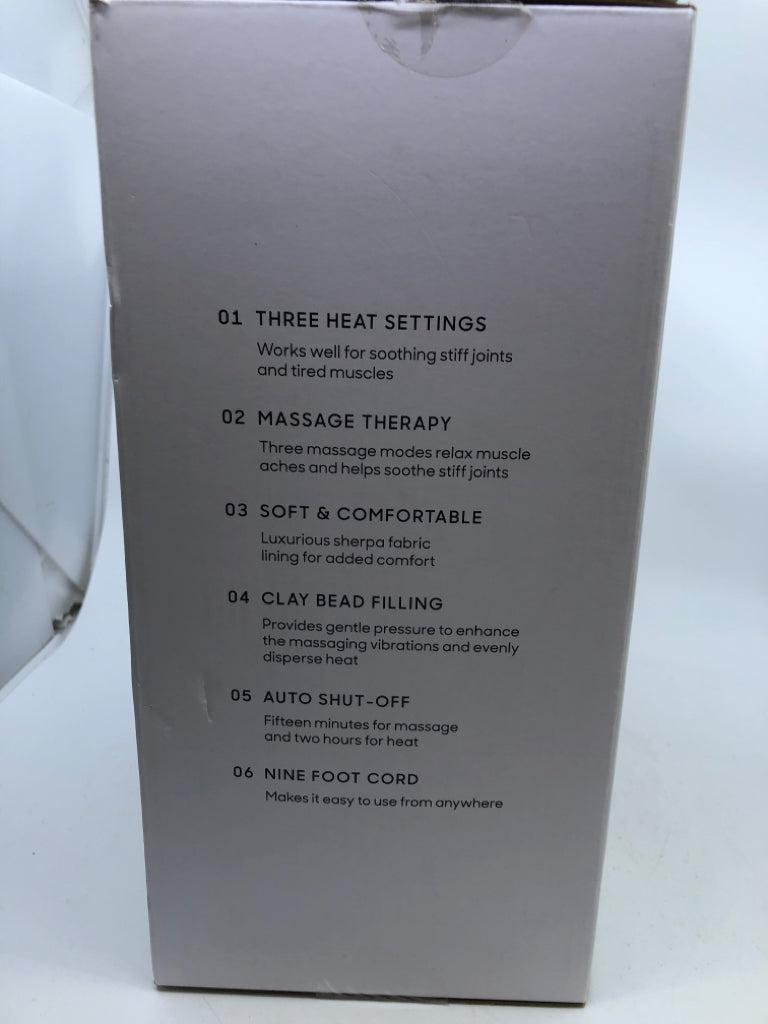 01 THREE HEAT SETTINGS
Works well for soothing stiff joints
and tired muscles
02 MASSAGE THERAPY
Three massage modes relax muscle
aches and helps soothe stiff joints
03 SOFT & COMFORTABLE
Luxurious sherpa fabric
lining for added comfort
04 CLAY BEAD FILLING
Provides gentle pressure to enhance
the massaging vibrations and evenly
disperse heat
05 AUTO SHUT-OFF
Fifteen minutes for massage
and two hours for heat
06 NINE FOOT CORD
Makes it easy to use from anywhere